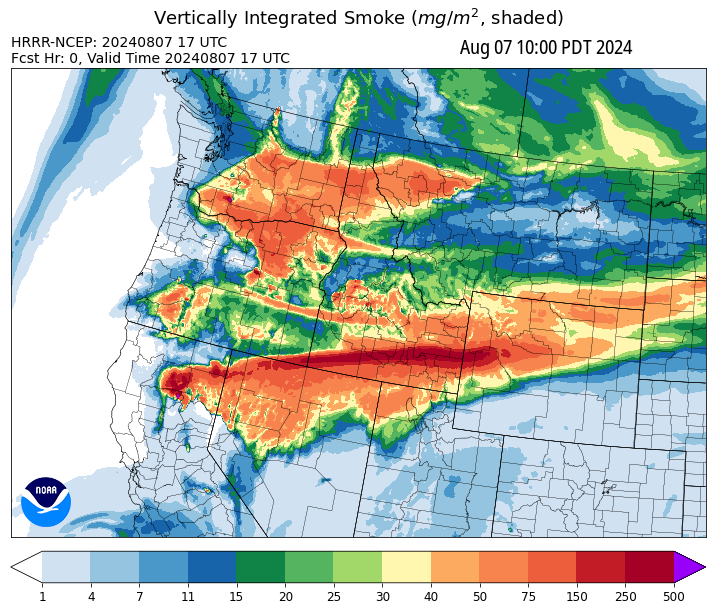 Vertically Integrated Smoke (mg/m², shaded)
HRRR-NCEP: 20240807 17 UTC
Fcst Hr: 0, Valid Time 20240807 17 UTC
Aug 07 10:00 PDT 2024
NOAA
1 4 7 11 15 20 25 30 40 50 75 150 250 500